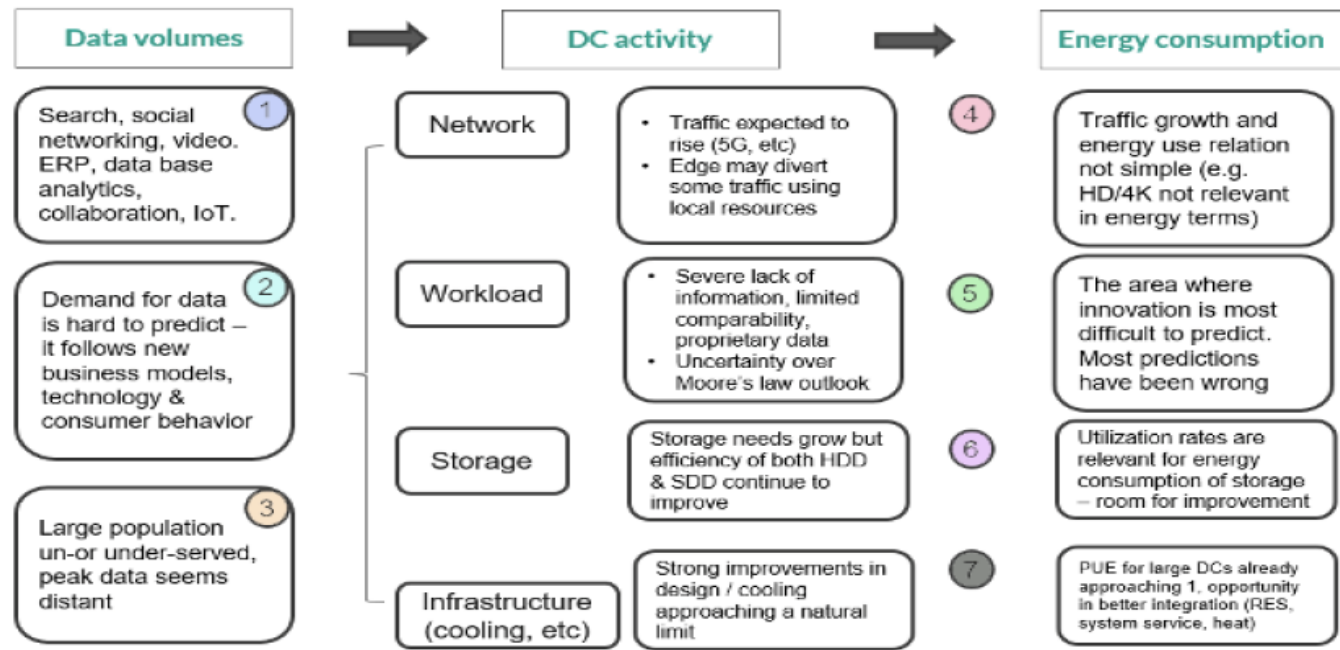 Data volumes
DC activity
Energy consumption
1
Search, social
networking, video.
ERP, data base
analytics,
collaboration, IoT.
2
Demand for data
is hard to predict –
it follows new
business models,
technology &
consumer behavior
3
Large population
un-or under-served,
peak data seems
distant
Network
• Traffic expected to
rise (5G, etc)
• Edge may divert
some traffic using
local resources
4
Traffic growth and
energy use relation
not simple (e.g.
HD/4K not relevant
in energy terms)
Workload
• Severe lack of
information, limited
comparability,
proprietary data
• Uncertainty over
Moore's law outlook
5
The area where
innovation is most
difficult to predict.
Most predictions
have been wrong
Storage
Storage needs grow but
efficiency of both HDD
& SDD continue to
improve
6
Utilization rates are
relevant for energy
consumption of storage
– room for improvement
Infrastructure
(cooling, etc)
Strong improvements in
design / cooling
approaching a natural
limit
7
PUE for large DCs already
approaching 1, opportunity
in better integration (RES,
system service, heat)